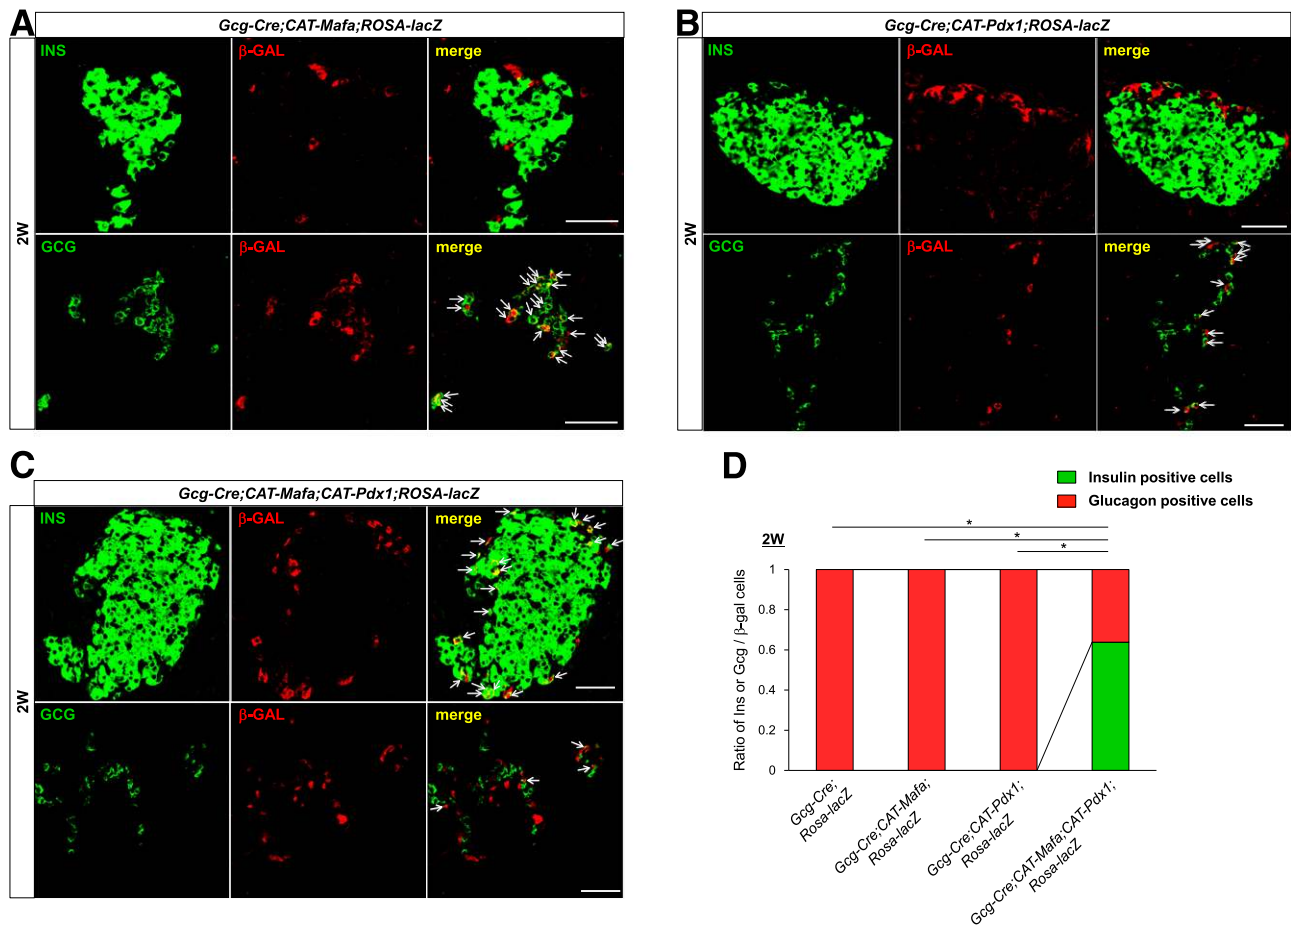 A
Gcg-Cre;CAT-Mafa;ROSA-lacZ
2W
INS
β-GAL
merge
GCG
β-GAL
merge
B
Gcg-Cre;CAT-Pdx1;ROSA-lacZ
2W
INS
β-GAL
merge
GCG
β-GAL
merge
C
Gcg-Cre;CAT-Mafa;CAT-Pdx1;ROSA-lacZ
2W
INS
β-GAL
merge
GCG
β-GAL
merge
D
Insulin positive cells
Glucagon positive cells
2W
*
*
*
Ratio of Ins or Gcg / β-gal cells
1
0.8
0.6
0.4
0.2
0
Gcg-Cre;
Rosa-lacZ
Gcg-Cre;CAT-Mafa;
Rosa-lacZ
Gcg-Cre;CAT-Pdx1;
Rosa-lacZ
Gcg-Cre;CAT-Mafa;CAT-Pdx1;
Rosa-lacZ